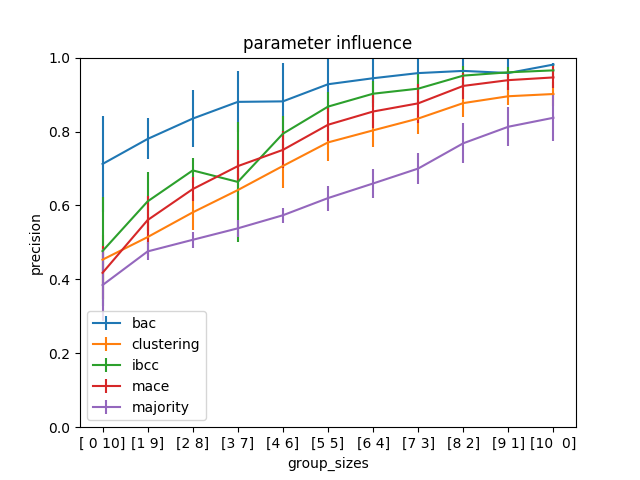 parameter influence
1.0
0.8
0.6
0.4
0.2
0.0
precision
bac
clustering
ibcc
mace
majority
[ 0 10] [1 9] [2 8] [3 7] [4 6] [5 5] [6 4] [7 3] [8 2] [9 1] [10  0]
group_sizes